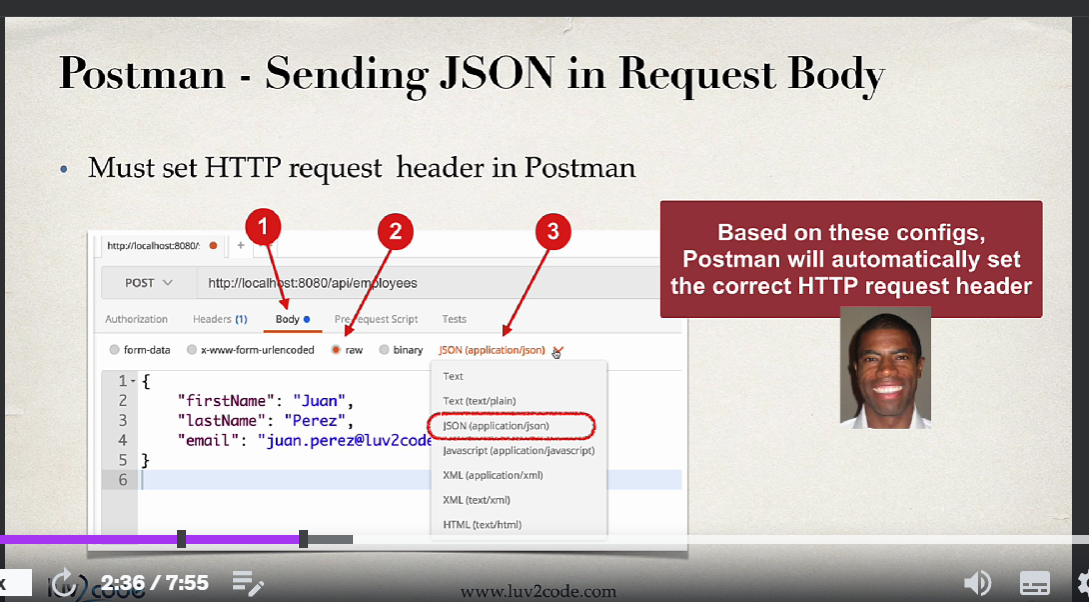 Postman - Sending JSON in Request Body
• Must set HTTP request header in Postman
1
2
3
Based on these configs,
Postman will automatically set
the correct HTTP request header
http://localhost:8080/
+
POST
http://localhost:8080/api/employees
Authorization
Headers (1)
Body
Pre-request Script
Tests
form-data
x-www-form-urlencoded
raw
binary
JSON (application/json)
1 {
2 "firstName": "Juan",
3 "lastName": "Perez",
4 "email": "juan.perez@luv2code
5 }
6
Text
Text (text/plain)
JSON (application/json)
Javascript (application/javascript)
XML (application/xml)
XML (text/xml)
HTML (text/html)
x
luv2code
2:36 / 7:55
www.luv2code.com